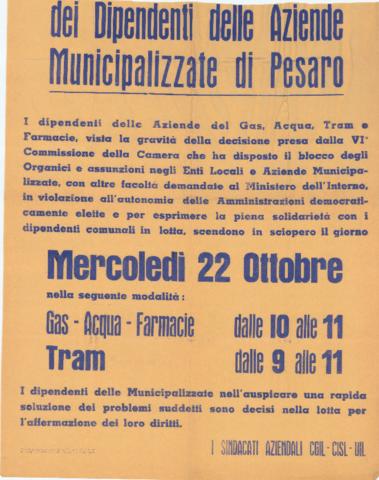 dei Dipendenti delle Aziende
Municipalizzate di Pesaro
I dipendenti delle Aziende del Gas, Acqua, Tram e
Farmacie, vista la gravità della decisione presa dalla VIª
Commissione della Camera che ha disposto il blocco degli
Organici e assunzioni negli Enti Locali e Aziende Municipa-
lizzate, con altre facoltà demandate al Ministero dell'Interno,
in violazione all'autonomia delle Amministrazioni democrati-
camente elette e per esprimere la piena solidarietà con i
dipendenti comunali in lotta, scendono in sciopero il giorno
Mercoledì 22 Ottobre
nella seguente modalità:
Gas - Acqua - Farmacie dalle 10 alle 11
Tram dalle 9 alle 11
I dipendenti delle Municipalizzate nell'auspicare una rapida
soluzione dei problemi suddetti sono decisi nella lotta per
l'affermazione dei loro diritti.
I SINDACATI AZIENDALI CGIL - CISL - UIL